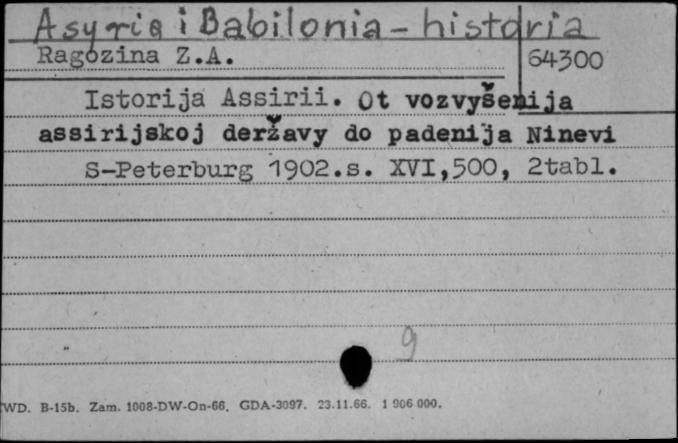 Asyria i Babilonia - historia
Ragozina Z.A.
64300
Istorija Assirii. Ot vozvyšenija
assirijskoj deržavy do padenija Ninevi
S-Peterburg 1902.s. XVI,500, 2tabl.
9
WD. B-15b. Zam. 1008-DW-On-66. GDA-3097. 23.11.66. 1 906 000.